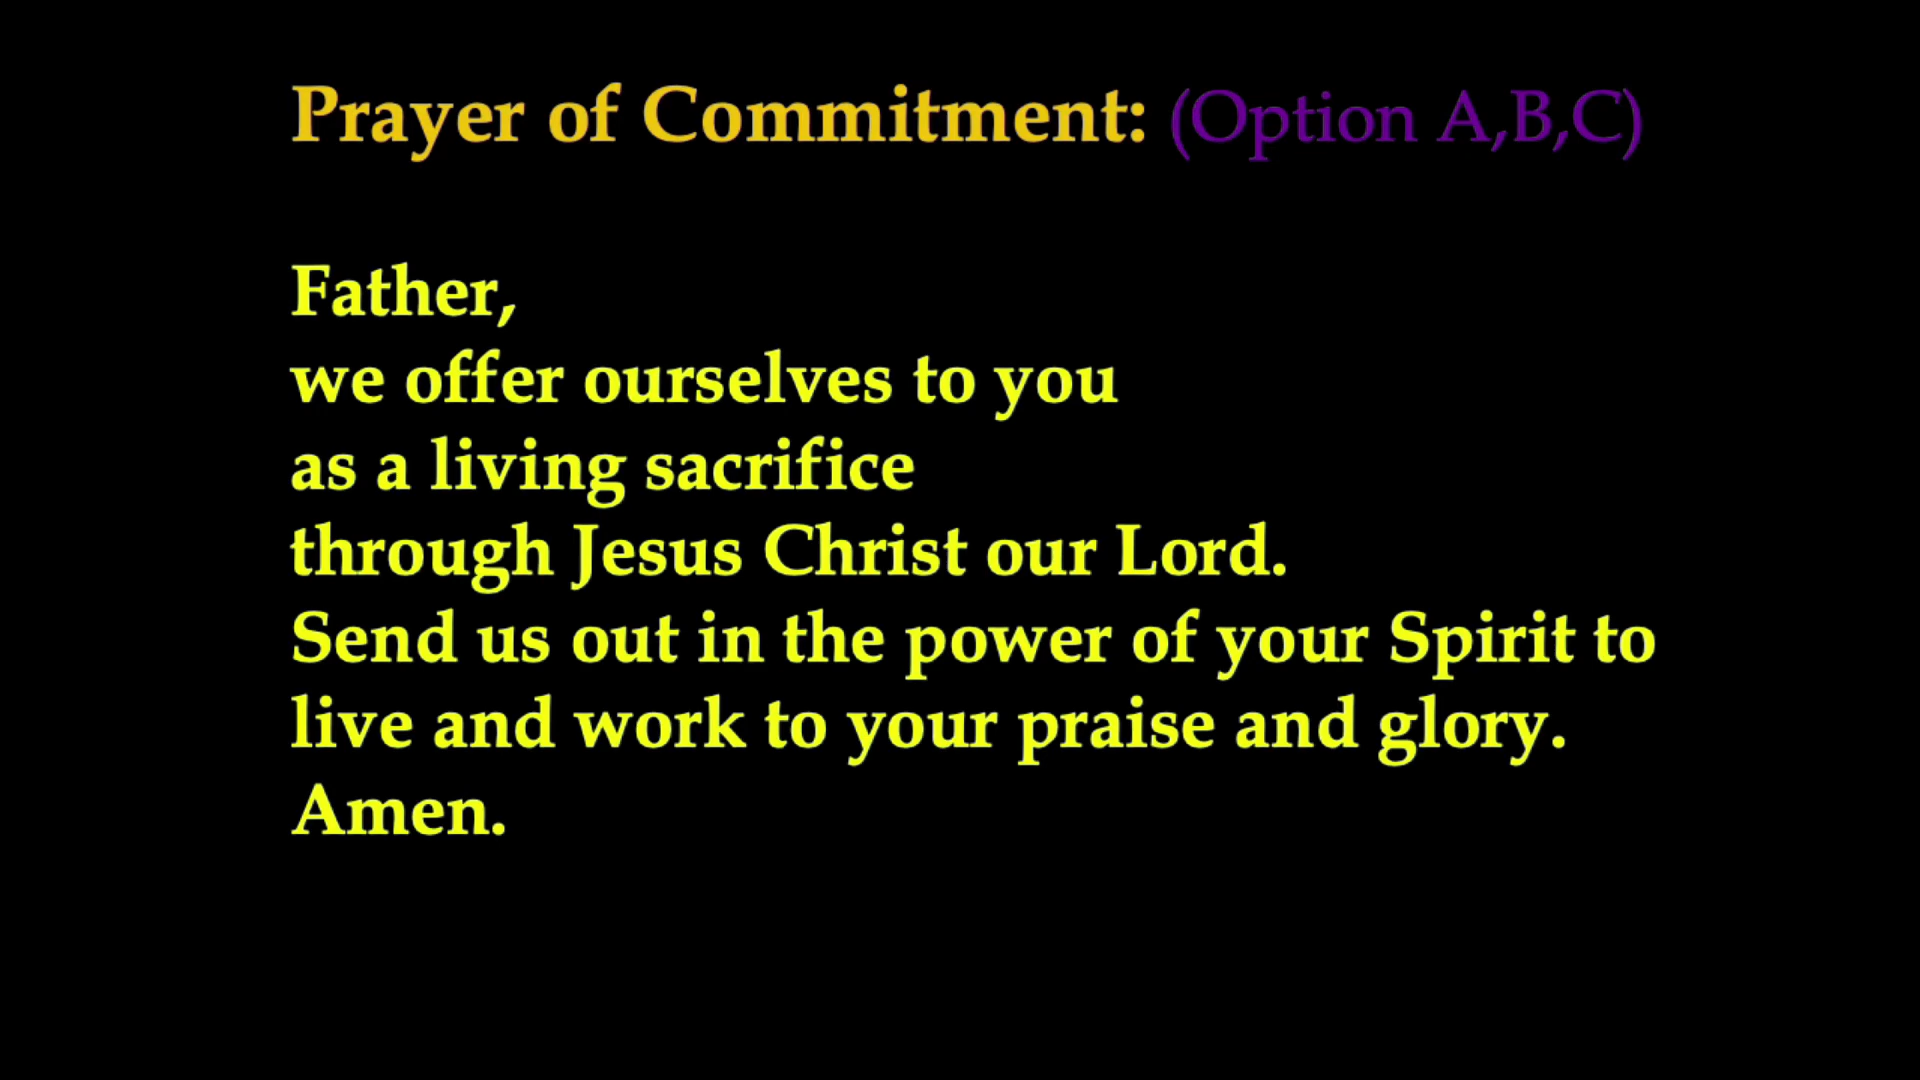 Prayer of Commitment: (Option A,B,C)
Father,
we offer ourselves to you
as a living sacrifice
through Jesus Christ our Lord.
Send us out in the power of your Spirit to
live and work to your praise and glory.
Amen.